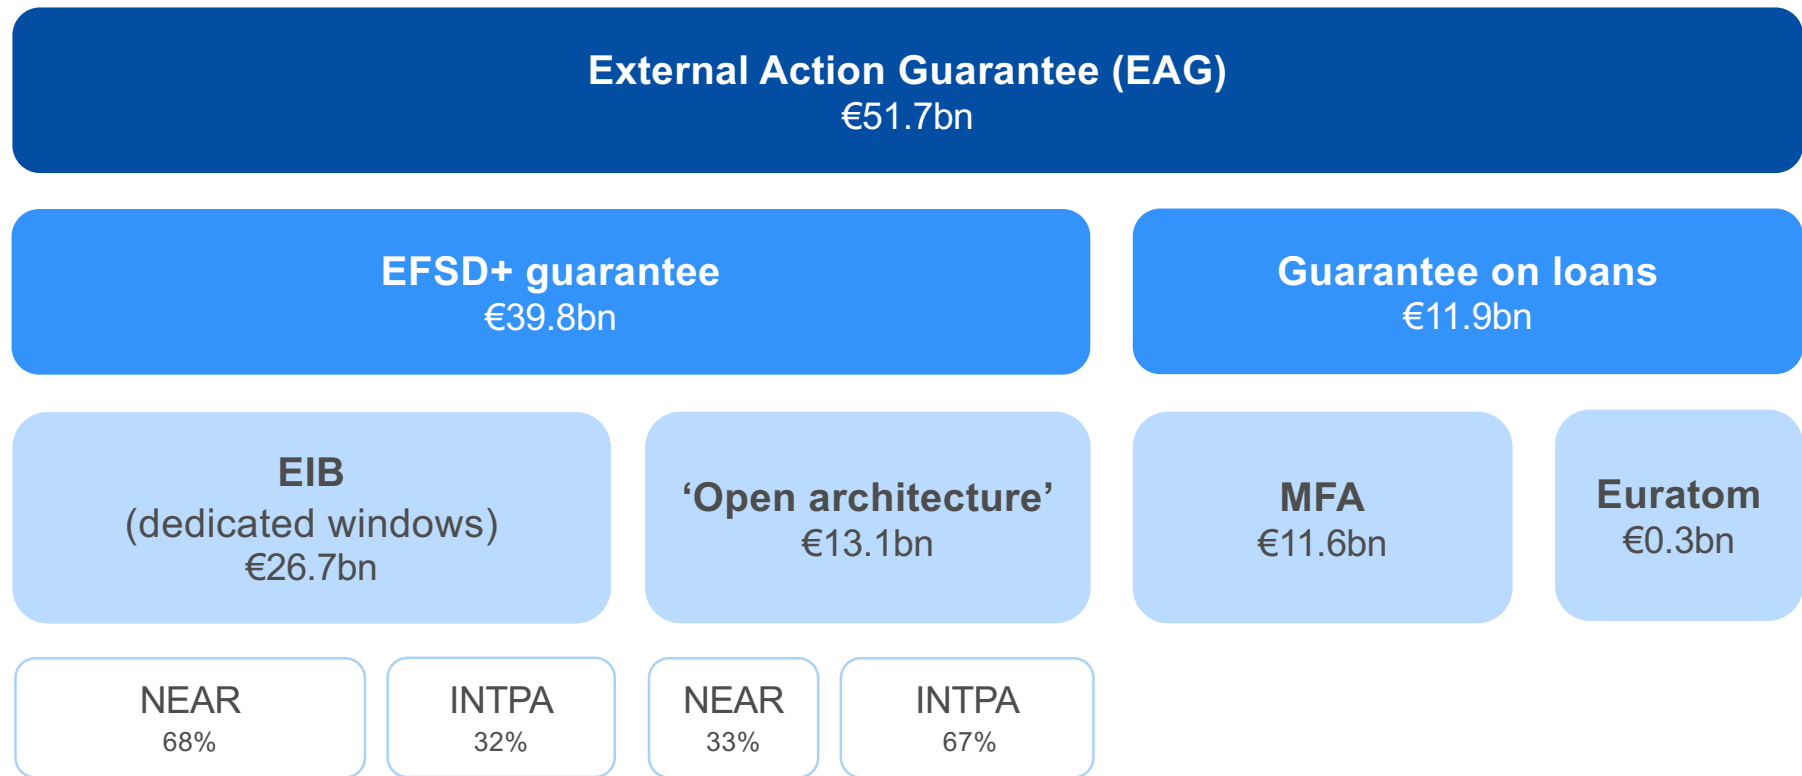 External Action Guarantee (EAG)
€51.7bn
EFSD+ guarantee
€39.8bn
Guarantee on loans
€11.9bn
EIB
(dedicated windows)
€26.7bn
‘Open architecture’
€13.1bn
MFA
€11.6bn
Euratom
€0.3bn
NEAR
68%
INTPA
32%
NEAR
33%
INTPA
67%